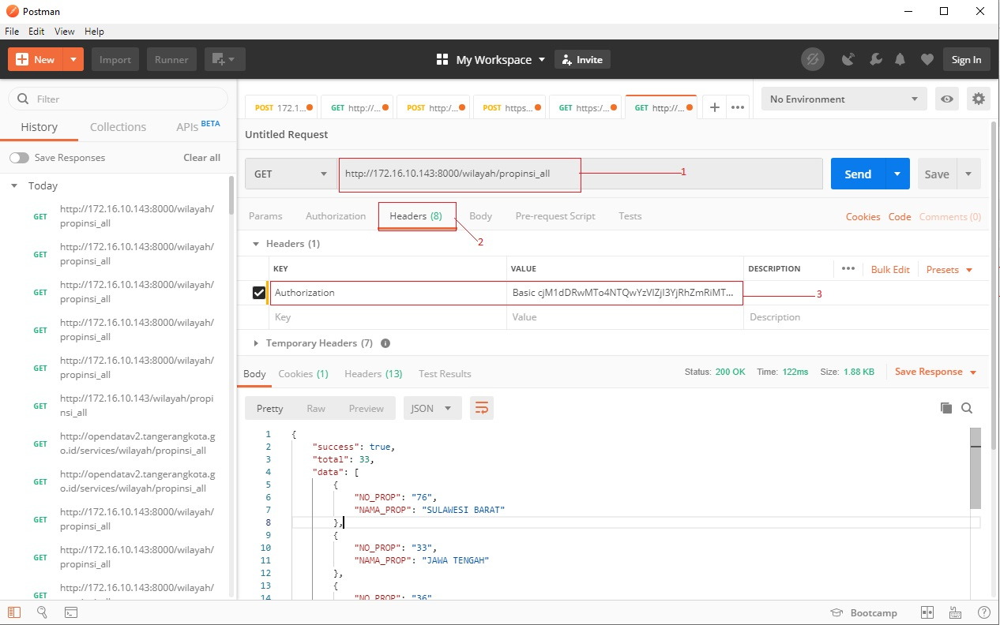 Postman
File Edit View Help
New Import Runner My Workspace Invite Sign In
Filter
History Collections APIs BETA
Save Responses Clear all
Today
GET http://172.16.10.143:8000/wilayah/
propinsi_all
GET http://172.16.10.143:8000/wilayah/
propinsi_all
GET http://172.16.10.143:8000/wilayah/
propinsi_all
GET http://172.16.10.143:8000/wilayah/
propinsi_all
GET http://172.16.10.143:8000/wilayah/
propinsi_all
GET http://172.16.10.143/wilayah/propi
nsi_all
GET http://opendatav2.tangerangkota.g
o.id/services/wilayah/propinsi_all
GET http://opendatav2.tangerangkota.g
o.id/services/wilayah/propinsi_all
GET http://172.16.10.143:8000/wilayah/
propinsi_all
GET http://172.16.10.143:8000/wilayah/
propinsi_all
GET http://172.16.10.143:8000/wilayah/
POST 172.1... GET http://... POST http:/... POST https... GET https:/... GET http://... + •••
No Environment
Untitled Request
GET http://172.16.10.143:8000/wilayah/propinsi_all 1 Send Save
Params Authorization Headers (8) Body Pre-request Script Tests Cookies Code Comments (0)
2
Headers (1)
KEY VALUE DESCRIPTION ••• Bulk Edit Presets
Authorization Basic cjM1dDRwMTo4NTQwYzVlZjI3YjRhZmRiMT... 3
Key Value Description
Temporary Headers (7)
Body Cookies (1) Headers (13) Test Results Status: 200 OK Time: 122ms Size: 1.88 KB Save Response
Pretty Raw Preview JSON
1 {
2 "success": true,
3 "total": 33,
4 "data": [
5 {
6 "NO_PROP": "76",
7 "NAMA_PROP": "SULAWESI BARAT"
8 },
9 {
10 "NO_PROP": "33",
11 "NAMA_PROP": "JAWA TENGAH"
12 },
13 {
14 "NO_PROP": "36"
Bootcamp